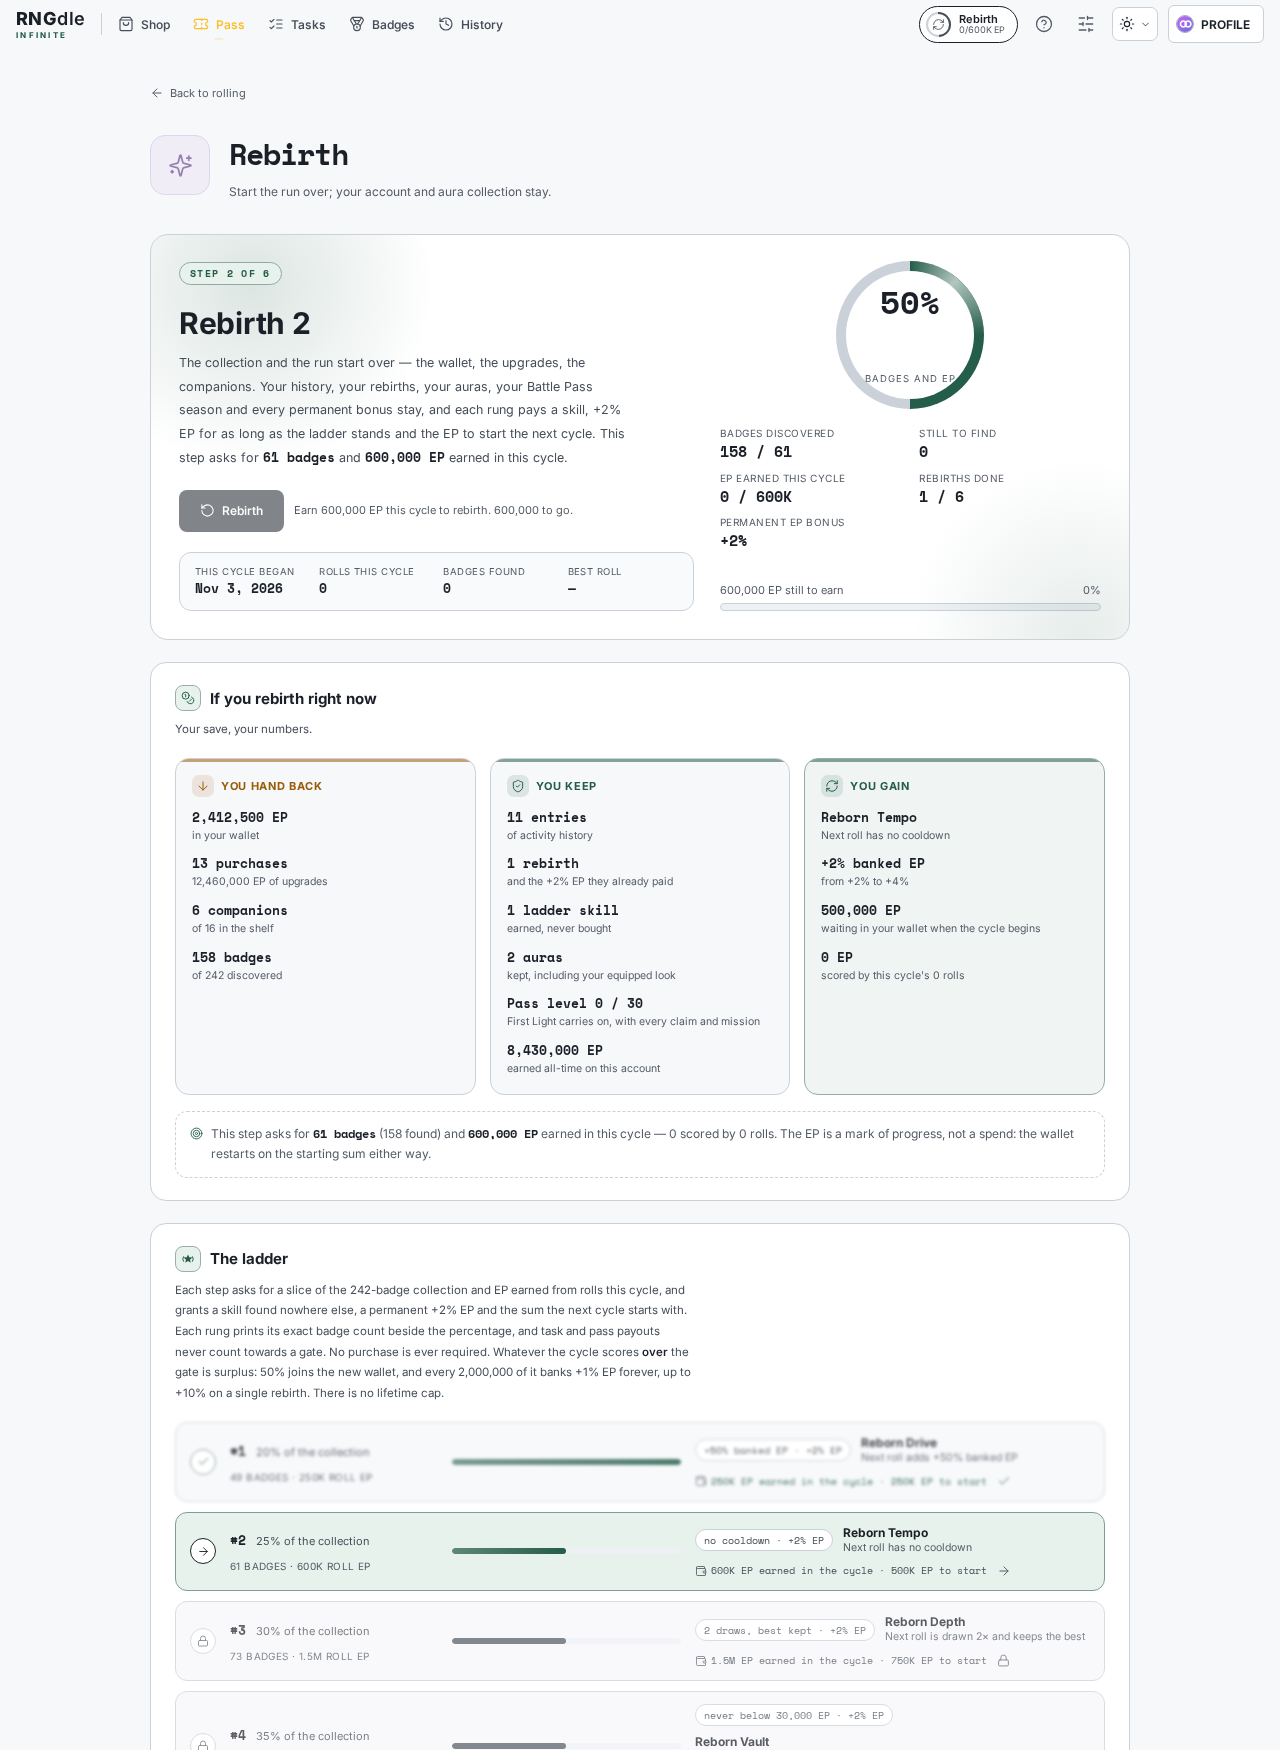 RNGdle
INFINITE
Shop
Pass
Tasks
Badges
History
Rebirth
0/600K EP
PROFILE
Back to rolling
Rebirth
Start the run over; your account and aura collection stay.
STEP 2 OF 6
Rebirth 2
The collection and the run start over — the wallet, the upgrades, the
companions. Your history, your rebirths, your auras, your Battle Pass
season and every permanent bonus stay, and each rung pays a skill, +2%
EP for as long as the ladder stands and the EP to start the next cycle. This
step asks for 61 badges and 600,000 EP earned in this cycle.
Rebirth
Earn 600,000 EP this cycle to rebirth. 600,000 to go.
THIS CYCLE BEGAN
Nov 3, 2026
ROLLS THIS CYCLE
0
BADGES FOUND
0
BEST ROLL
—
50%
BADGES AND EP
BADGES DISCOVERED
158 / 61
STILL TO FIND
0
EP EARNED THIS CYCLE
0 / 600K
REBIRTHS DONE
1 / 6
PERMANENT EP BONUS
+2%
600,000 EP still to earn
0%
If you rebirth right now
Your save, your numbers.
YOU HAND BACK
2,412,500 EP
in your wallet
13 purchases
12,460,000 EP of upgrades
6 companions
of 16 in the shelf
158 badges
of 242 discovered
YOU KEEP
11 entries
of activity history
1 rebirth
and the +2% EP they already paid
1 ladder skill
earned, never bought
2 auras
kept, including your equipped look
Pass level 0 / 30
First Light carries on, with every claim and mission
8,430,000 EP
earned all-time on this account
YOU GAIN
Reborn Tempo
Next roll has no cooldown
+2% banked EP
from +2% to +4%
500,000 EP
waiting in your wallet when the cycle begins
0 EP
scored by this cycle's 0 rolls
This step asks for 61 badges (158 found) and 600,000 EP earned in this cycle — 0 scored by 0 rolls. The EP is a mark of progress, not a spend: the wallet
restarts on the starting sum either way.
The ladder
Each step asks for a slice of the 242-badge collection and EP earned from rolls this cycle, and
grants a skill found nowhere else, a permanent +2% EP and the sum the next cycle starts with.
Each rung prints its exact badge count beside the percentage, and task and pass payouts
never count towards a gate. No purchase is ever required. Whatever the cycle scores over the
gate is surplus: 50% joins the new wallet, and every 2,000,000 of it banks +1% EP forever, up to
+10% on a single rebirth. There is no lifetime cap.
#1 20% of the collection
49 BADGES · 250K ROLL EP
+50% banked EP · +2% EP
Reborn Drive
Next roll adds +50% banked EP
250K EP earned in the cycle · 250K EP to start
#2 25% of the collection
61 BADGES · 600K ROLL EP
no cooldown · +2% EP
Reborn Tempo
Next roll has no cooldown
600K EP earned in the cycle · 500K EP to start
#3 30% of the collection
73 BADGES · 1.5M ROLL EP
2 draws, best kept · +2% EP
Reborn Depth
Next roll is drawn 2× and keeps the best
1.5M EP earned in the cycle · 750K EP to start
#4 35% of the collection
never below 30,000 EP · +2% EP
Reborn Vault